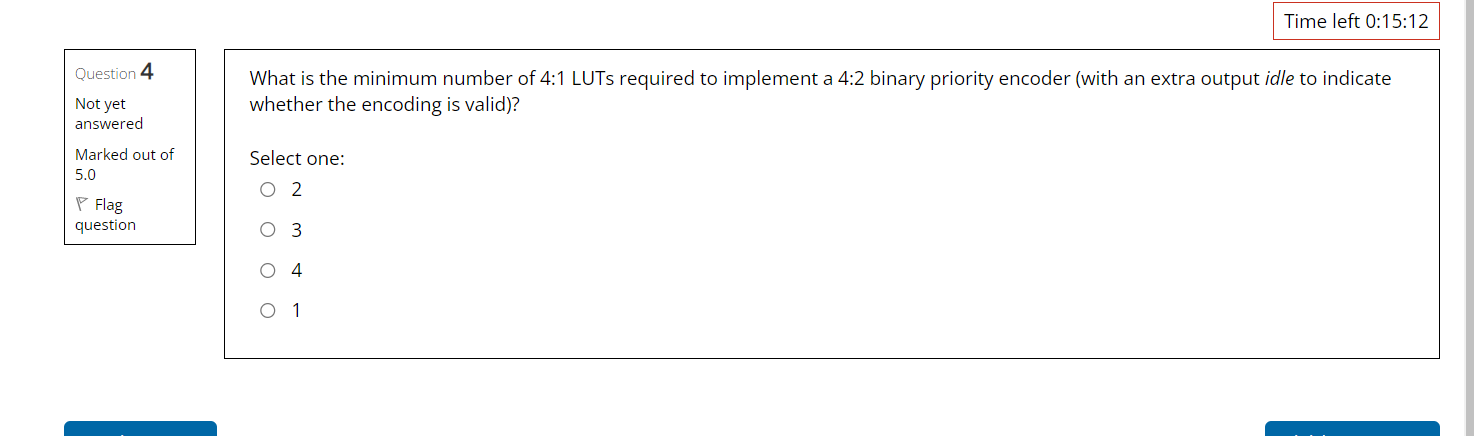 Time left 0:15:12
Question 4
Not yet
answered
Marked out of
5.0
Flag
question
What is the minimum number of 4:1 LUTs required to implement a 4:2 binary priority encoder (with an extra output idle to indicate
whether the encoding is valid)?
Select one:
2
3
4
1